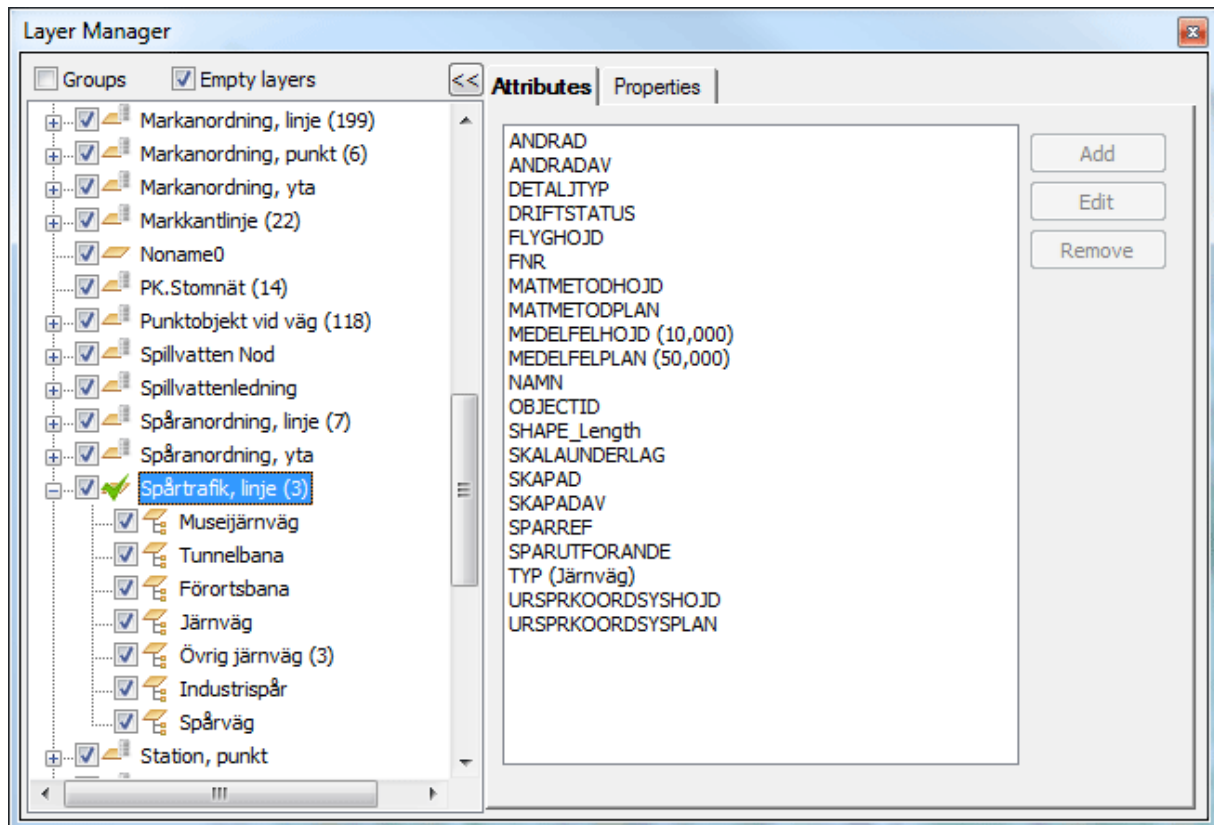 Layer Manager
Groups
Empty layers
<<
Attributes
Properties
Markanordning, linje (199)
Markanordning, punkt (6)
Markanordning, yta
Markkantlinje (22)
Noname0
PK.Stomnät (14)
Punktobjekt vid väg (118)
Spillvatten Nod
Spillvattenledning
Spåranordning, linje (7)
Spåranordning, yta
Spårtrafik, linje (3)
Museijärnväg
Tunnelbana
Förortsbana
Järnväg
Övrig järnväg (3)
Industrispår
Spårväg
Station, punkt
ANDRAD
ANDRADAV
DETALJTYP
DRIFTSTATUS
FLYGHOJD
FNR
MATMETODHOJD
MATMETODPLAN
MEDELFELHOJD (10,000)
MEDELFELPLAN (50,000)
NAMN
OBJECTID
SHAPE_Length
SKALAUNDERLAG
SKAPAD
SKAPADAV
SPARREF
SPARUTFORANDE
TYP (Järnväg)
URSPRKOORDSYSHOJD
URSPRKOORDSYSPLAN
Add
Edit
Remove